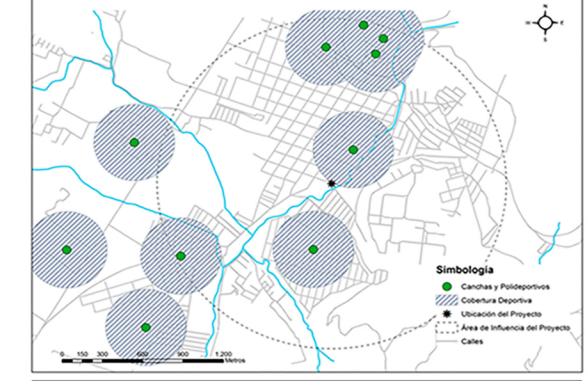 N
E
S
Simbología
Canchas y Polideportivos
Cobertura Deportiva
Ubicación del Proyecto
Área de Influencia del Proyecto
Calles
0 150 300 600 900 1.200
Metros